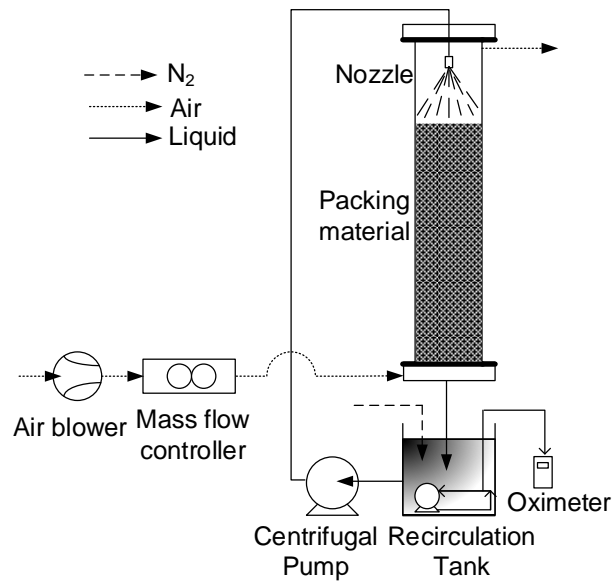 N₂
Air
Liquid
Nozzle
Packing
material
Air blower
Mass flow
controller
Centrifugal
Pump
Recirculation
Tank
Oximeter